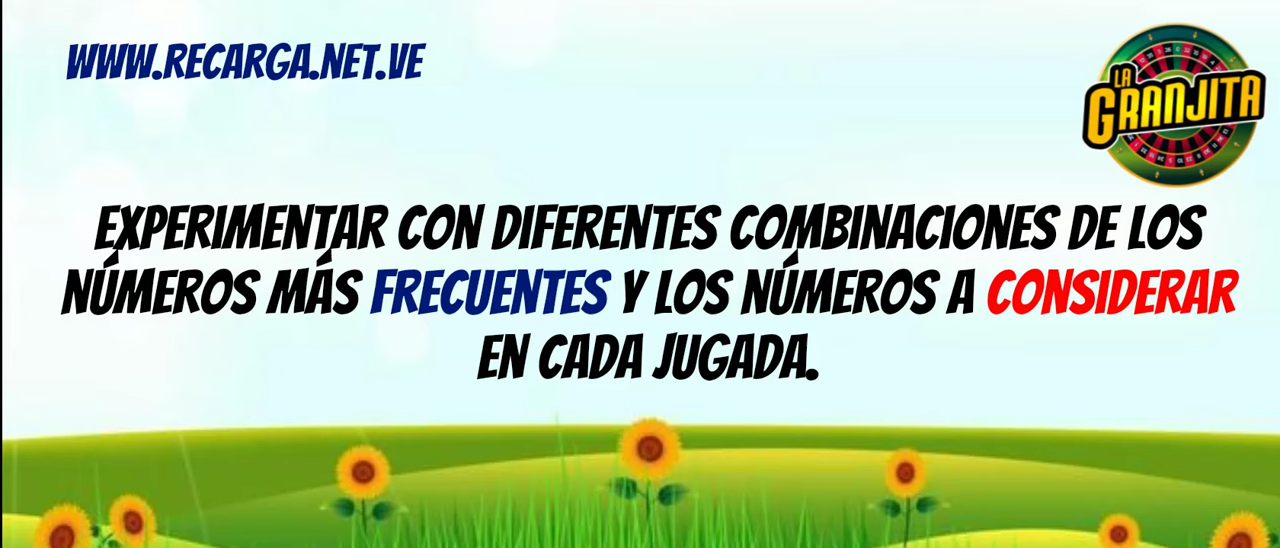 WWW.RECARGA.NET.VE
LA
GRANJITA
EXPERIMENTAR CON DIFERENTES COMBINACIONES DE LOS
NÚMEROS MÁS FRECUENTES Y LOS NÚMEROS A CONSIDERAR
EN CADA JUGADA.